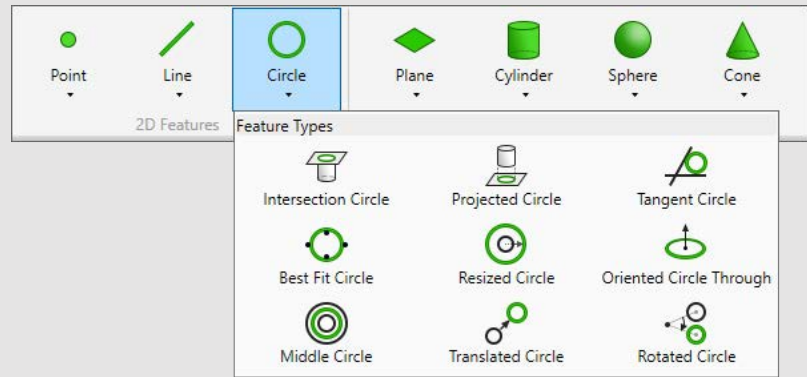 Point Line Circle Plane Cylinder Sphere Cone
2D Features
Feature Types
Intersection Circle Projected Circle Tangent Circle
Best Fit Circle Resized Circle Oriented Circle Through
Middle Circle Translated Circle Rotated Circle